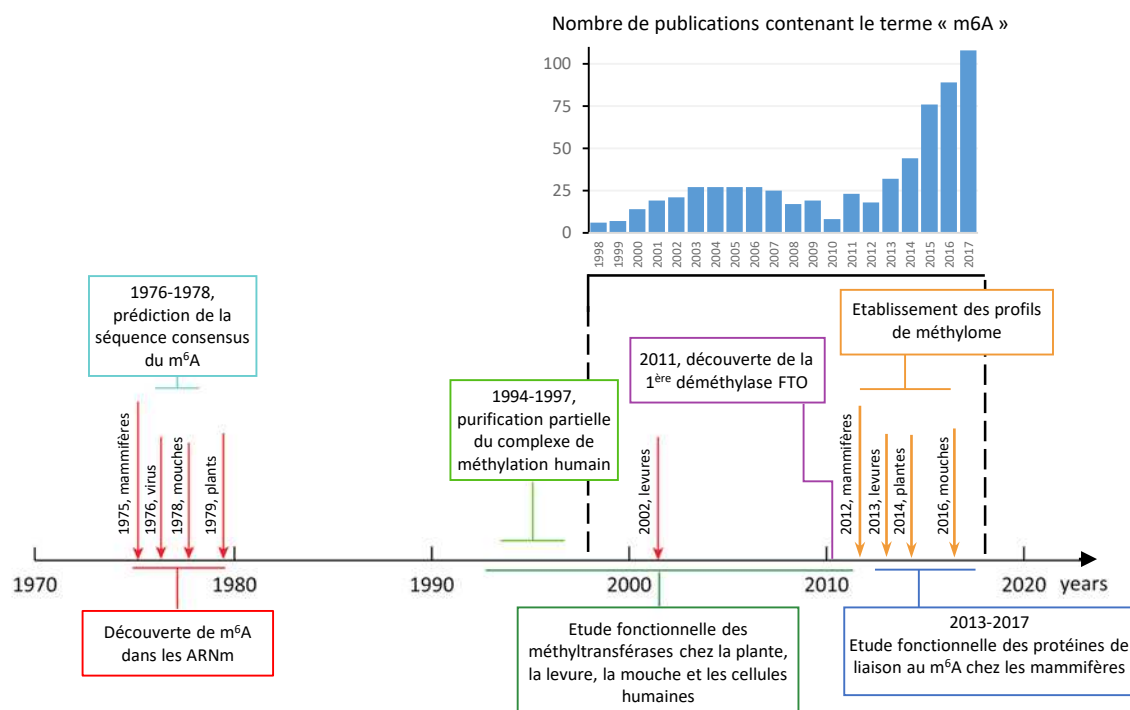 Nombre de publications contenant le terme « m6A »
100
75
50
25
0
1998
1999
2000
2001
2002
2003
2004
2005
2006
2007
2008
2009
2010
2011
2012
2013
2014
2015
2016
2017
1976-1978,
prédiction de la
séquence consensus
du m⁶A
1994-1997,
purification partielle
du complexe de
méthylation humain
2011, découverte de la
1ère déméthylase FTO
Etablissement des profils
de méthylome
1975, mammifères
1976, virus
1978, mouches
1979, plants
2002, levures
2012, mammifères
2013, levures
2014, plantes
2016, mouches
1970
1980
1990
2000
2010
2020
years
Découverte de m⁶A
dans les ARNm
Etude fonctionnelle des
méthyltransférases chez la plante,
la levure, la mouche et les cellules
humaines
2013-2017
Etude fonctionnelle des protéines de
liaison au m⁶A chez les mammifères